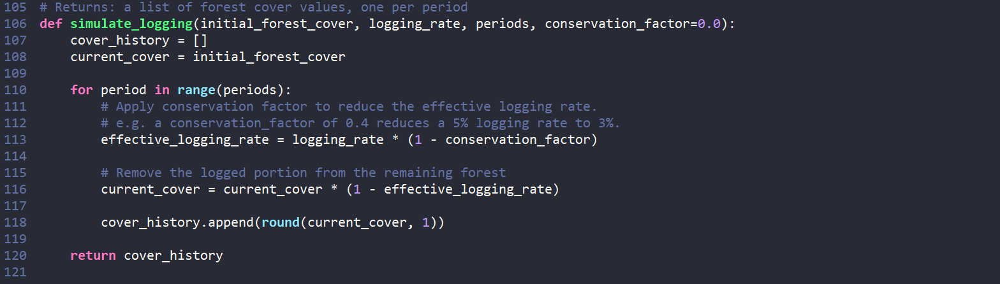 105 # Returns: a list of forest cover values, one per period
106 def simulate_logging(initial_forest_cover, logging_rate, periods, conservation_factor=0.0):
107     cover_history = []
108     current_cover = initial_forest_cover
109
110     for period in range(periods):
111         # Apply conservation factor to reduce the effective logging rate.
112         # e.g. a conservation_factor of 0.4 reduces a 5% logging rate to 3%.
113         effective_logging_rate = logging_rate * (1 - conservation_factor)
114
115         # Remove the logged portion from the remaining forest
116         current_cover = current_cover * (1 - effective_logging_rate)
117
118         cover_history.append(round(current_cover, 1))
119
120     return cover_history
121